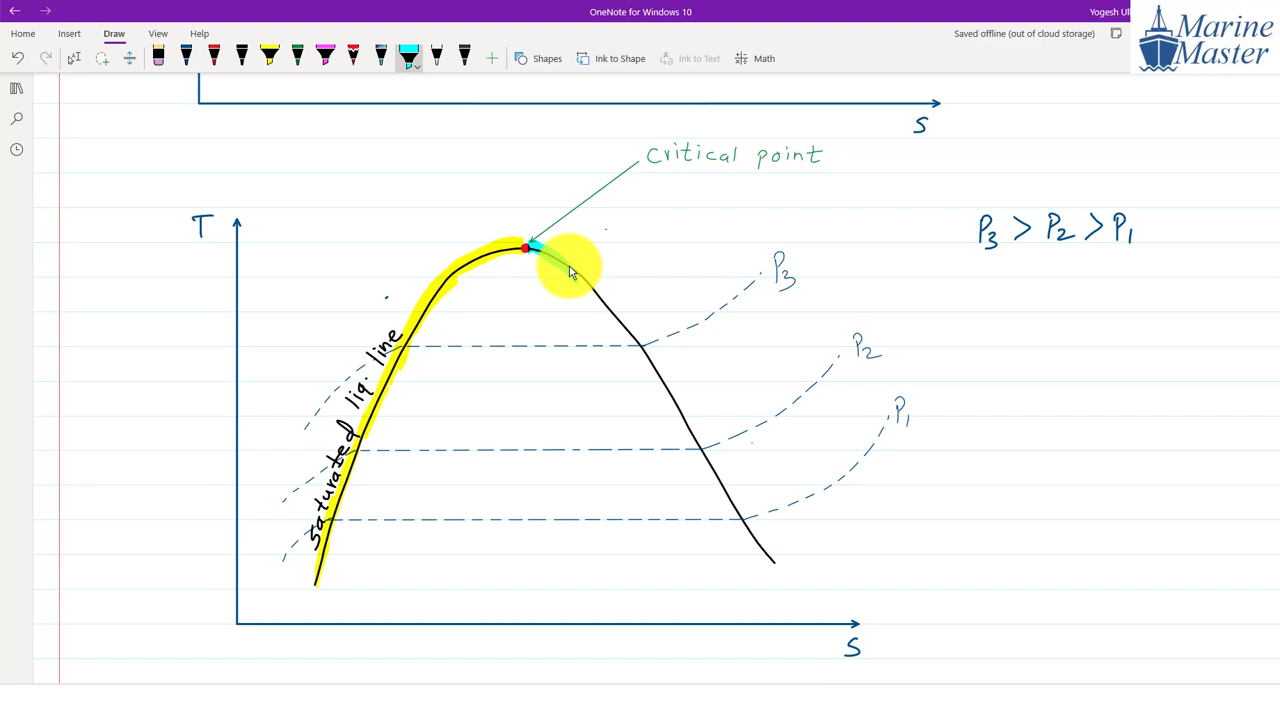 OneNote for Windows 10
Yogesh Ul
Marine
Master
Home
Insert
Draw
View
Help
Saved offline (out of cloud storage)
Shapes
Ink to Shape
Ink to Text
Math
S
Critical point
T
P3 > P2 > P1
P3
P2
P1
saturated liq. line
S